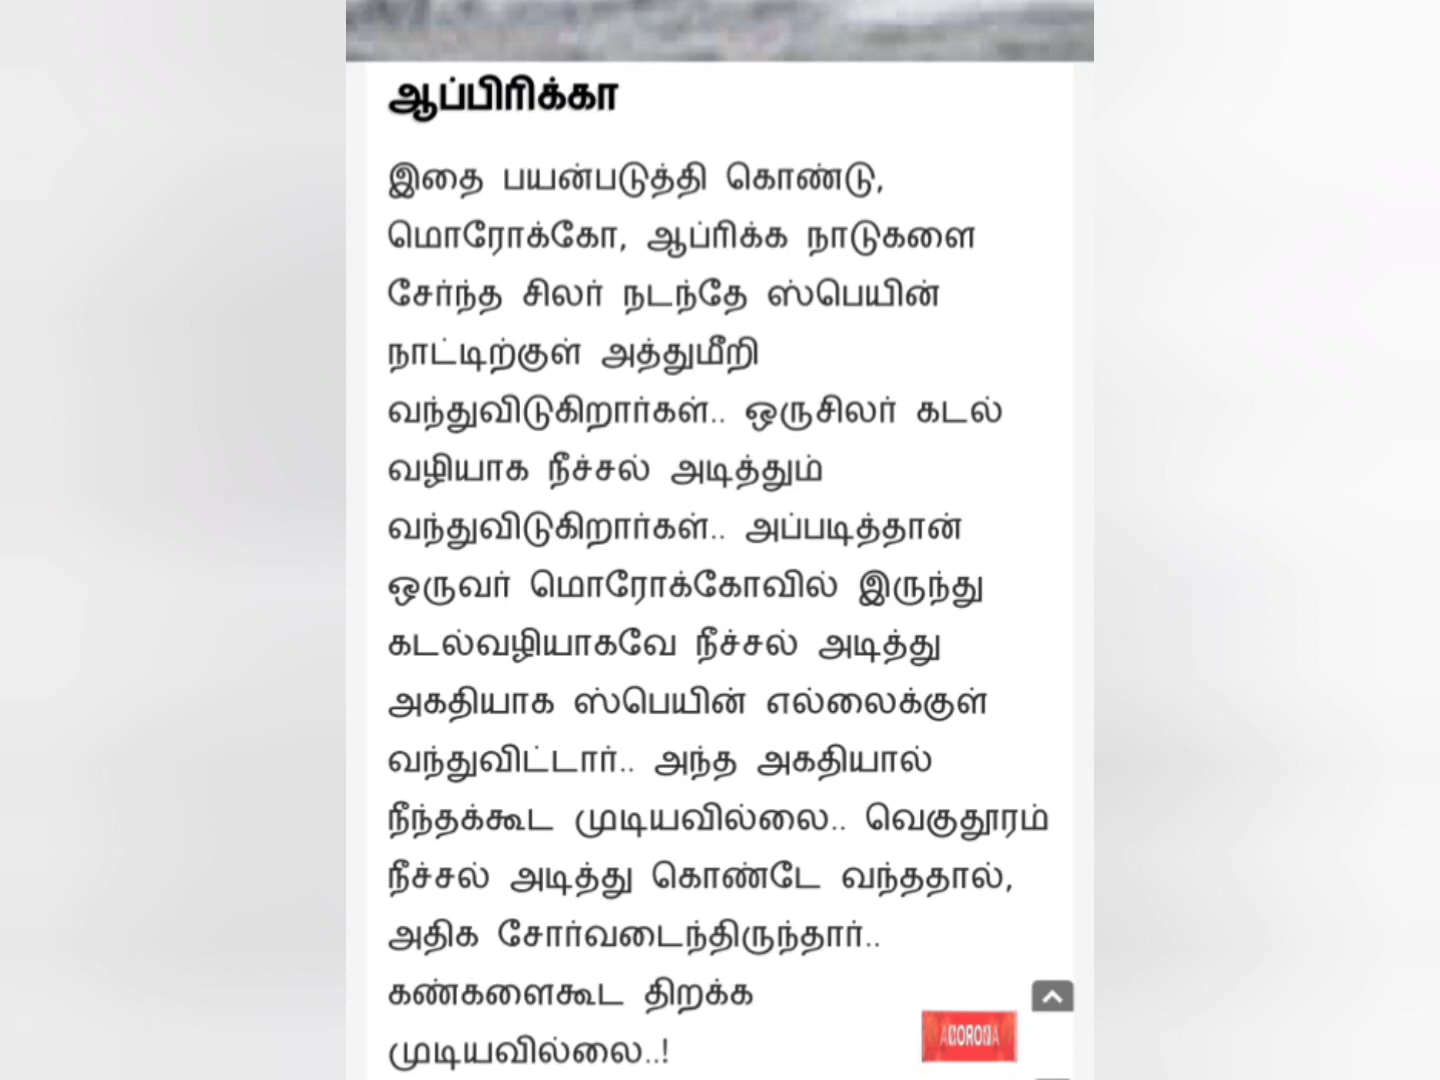 ஆப்பிரிக்கா
இதை பயன்படுத்தி கொண்டு,
மொரோக்கோ, ஆப்ரிக்க நாடுகளை
சேர்ந்த சிலர் நடந்தே ஸ்பெயின்
நாட்டிற்குள் அத்துமீறி
வந்துவிடுகிறார்கள்.. ஒருசிலர் கடல்
வழியாக நீச்சல் அடித்தும்
வந்துவிடுகிறார்கள்.. அப்படித்தான்
ஒருவர் மொரோக்கோவில் இருந்து
கடல்வழியாகவே நீச்சல் அடித்து
அகதியாக ஸ்பெயின் எல்லைக்குள்
வந்துவிட்டார்.. அந்த அகதியால்
நீந்தக்கூட முடியவில்லை.. வெகுதூரம்
நீச்சல் அடித்து கொண்டே வந்ததால்,
அதிக சோர்வடைந்திருந்தார்..
கண்களைகூட திறக்க
முடியவில்லை..!